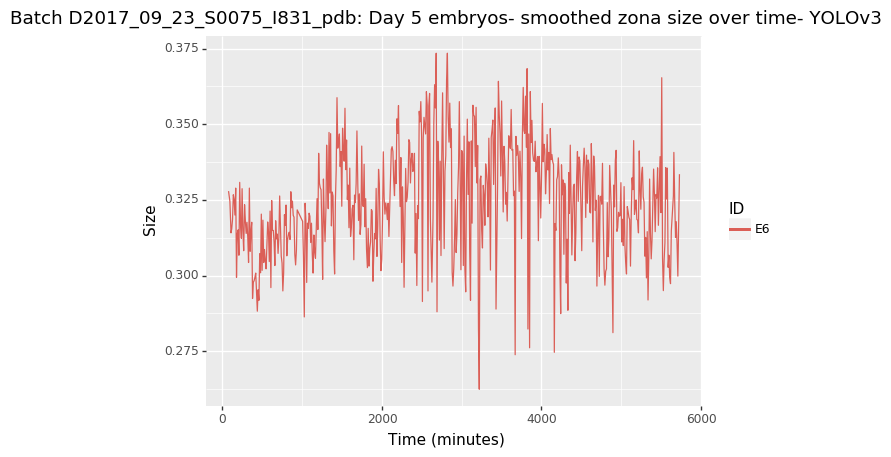 Batch D2017_09_23_S0075_I831_pdb: Day 5 embryos- smoothed zona size over time- YOLOv3
0.375
0.350
0.325
0.300
0.275
Size
0
2000
4000
6000
Time (minutes)
ID
E6